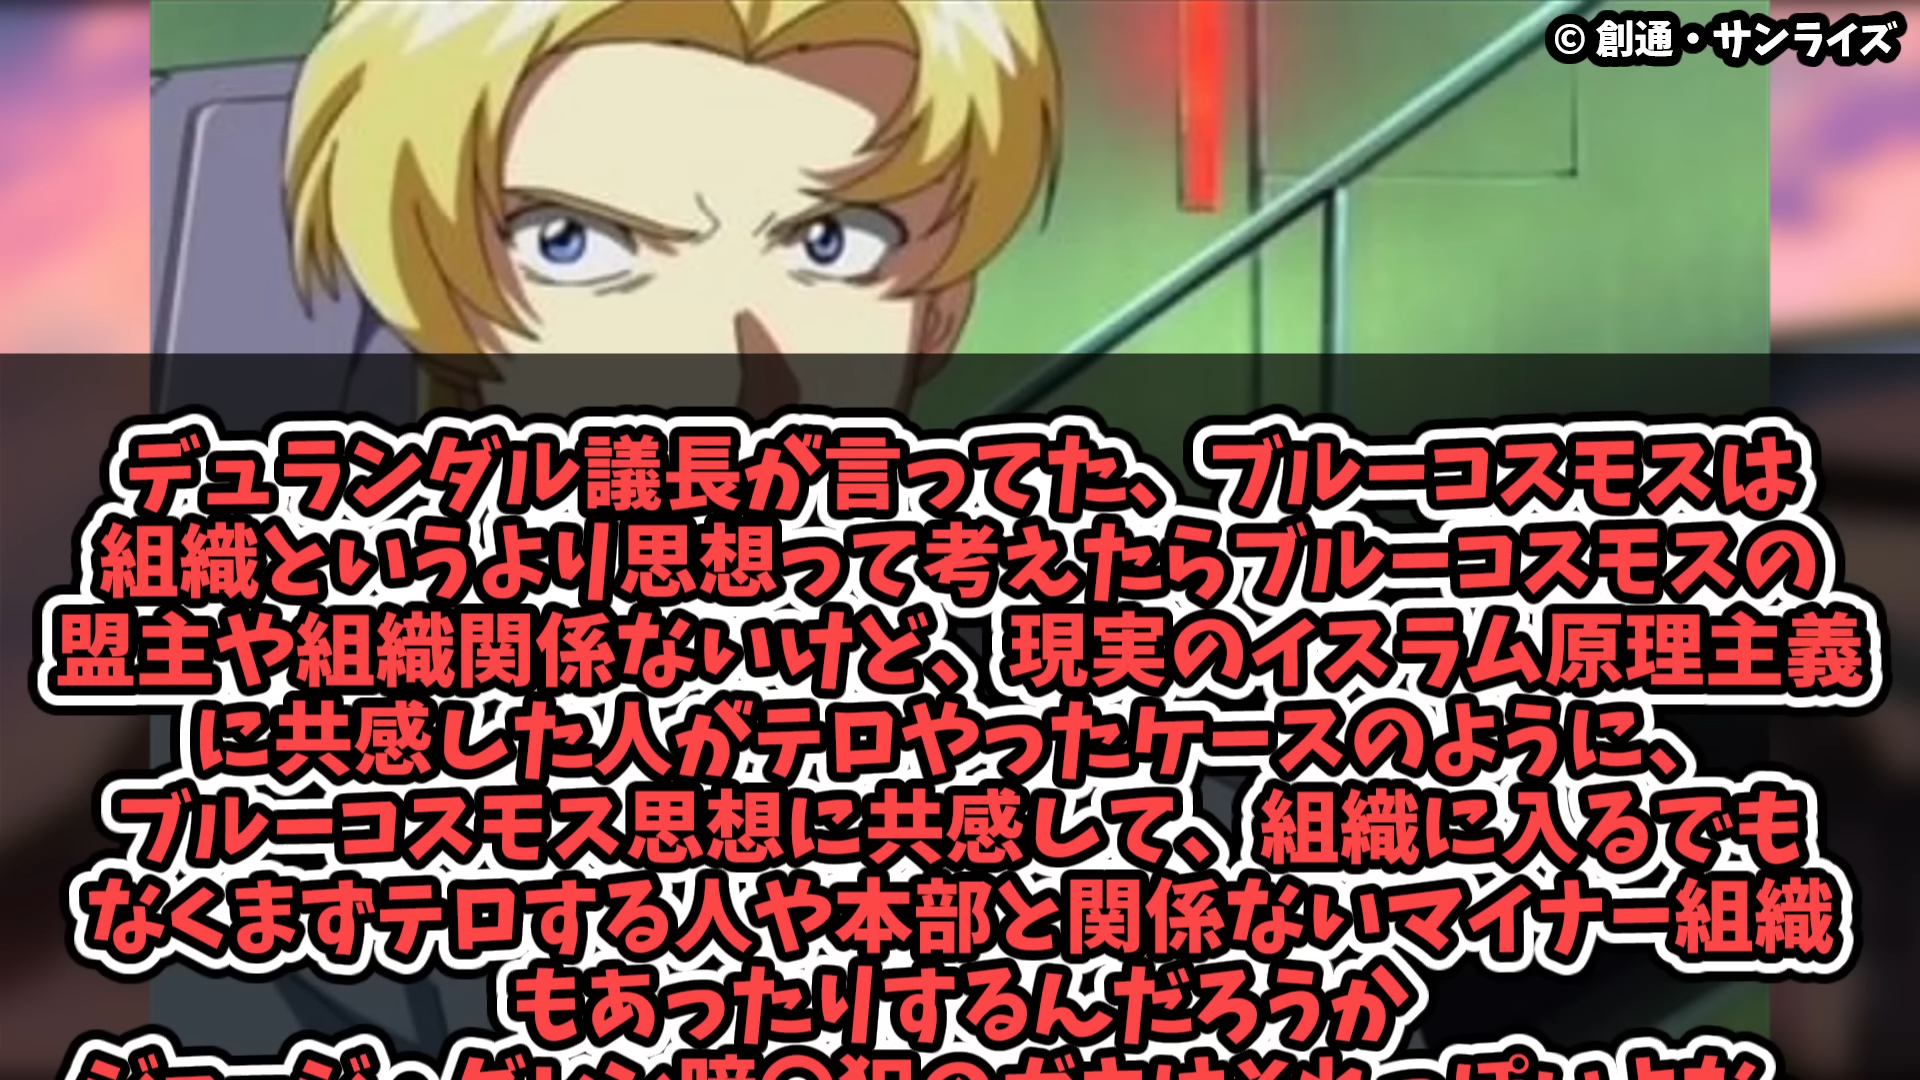 © 創通・サンライズ
デュランダル議長が言ってた、ブルーコスモスは
組織というより思想って考えたらブルーコスモスの
盟主や組織関係ないけど、現実のイスラム原理主義
に共感した人がテロやったケースのように、
ブルーコスモス思想に共感して、組織に入るでも
なくまずテロする人や本部と関係ないマイナー組織
もあったりするんだろうか